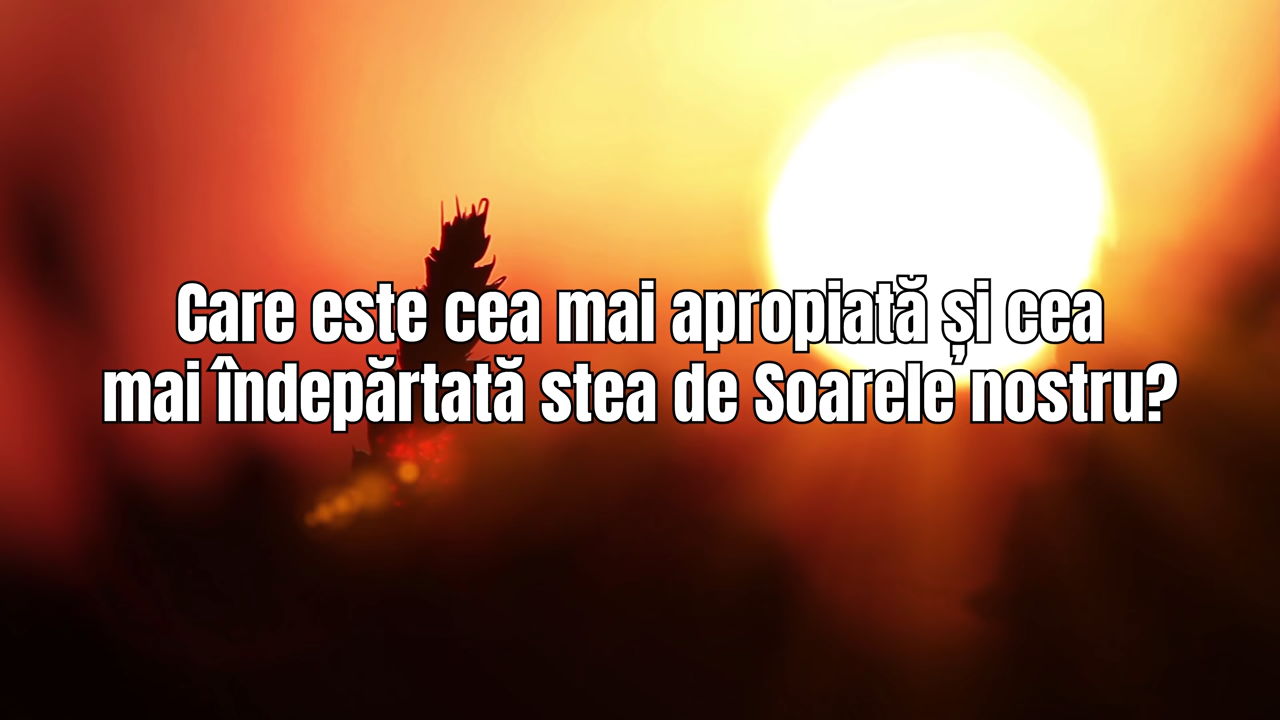 Care este cea mai apropiată și cea
mai îndepărtată stea de Soarele nostru?